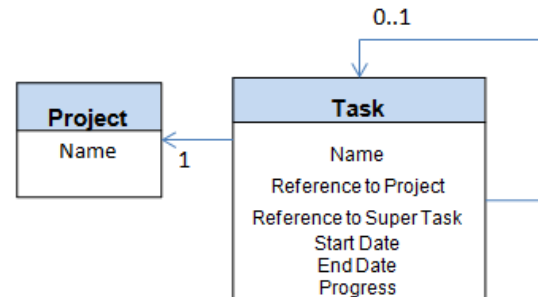 0..1
Project
Name
1
Task
Name
Reference to Project
Reference to Super Task
Start Date
End Date
Progress